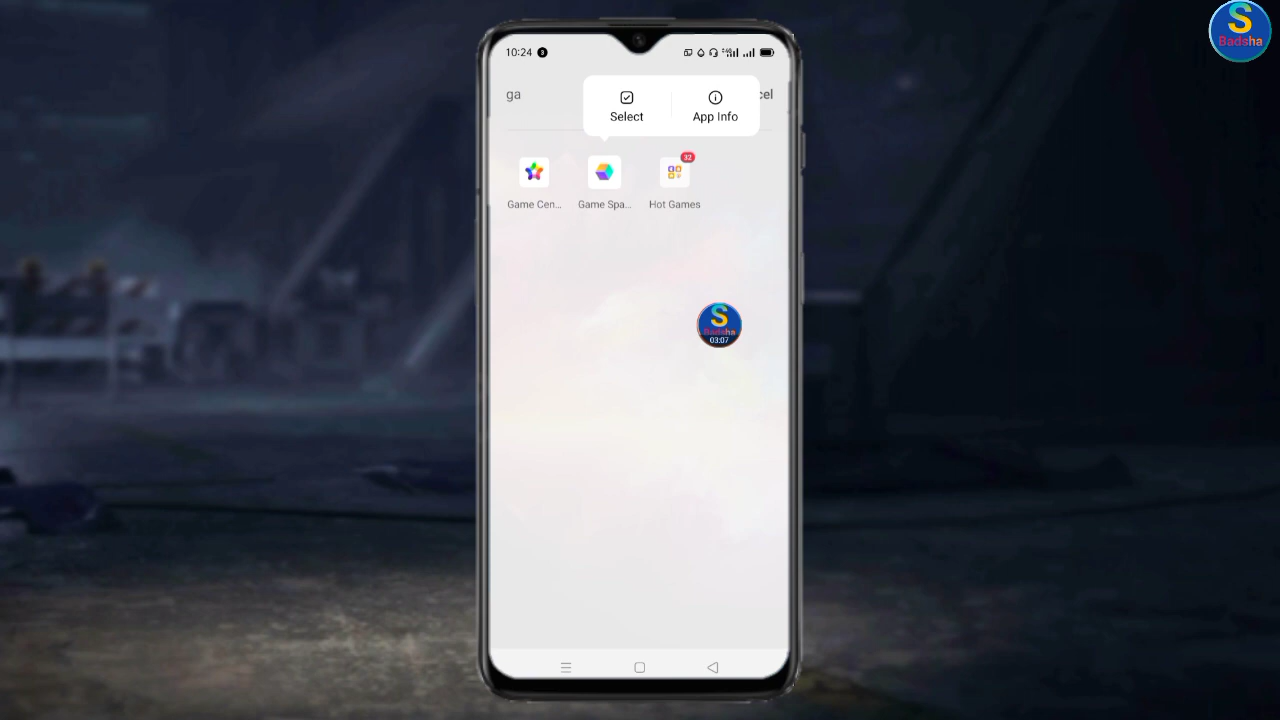 S
Badsha
10:24
ga
cel
Select
App Info
32
Game Cen...
Game Spa...
Hot Games
S
Badsha
03:07